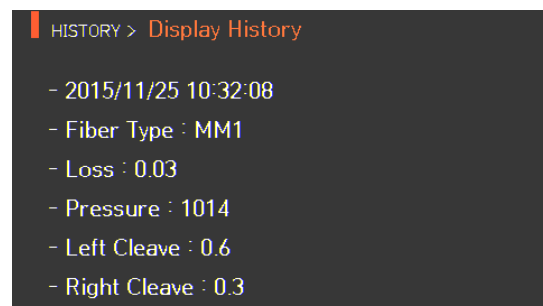 HISTORY > Display History
- 2015/11/25 10:32:08
- Fiber Type : MM1
- Loss : 0.03
- Pressure : 1014
- Left Cleave : 0.6
- Right Cleave : 0.3